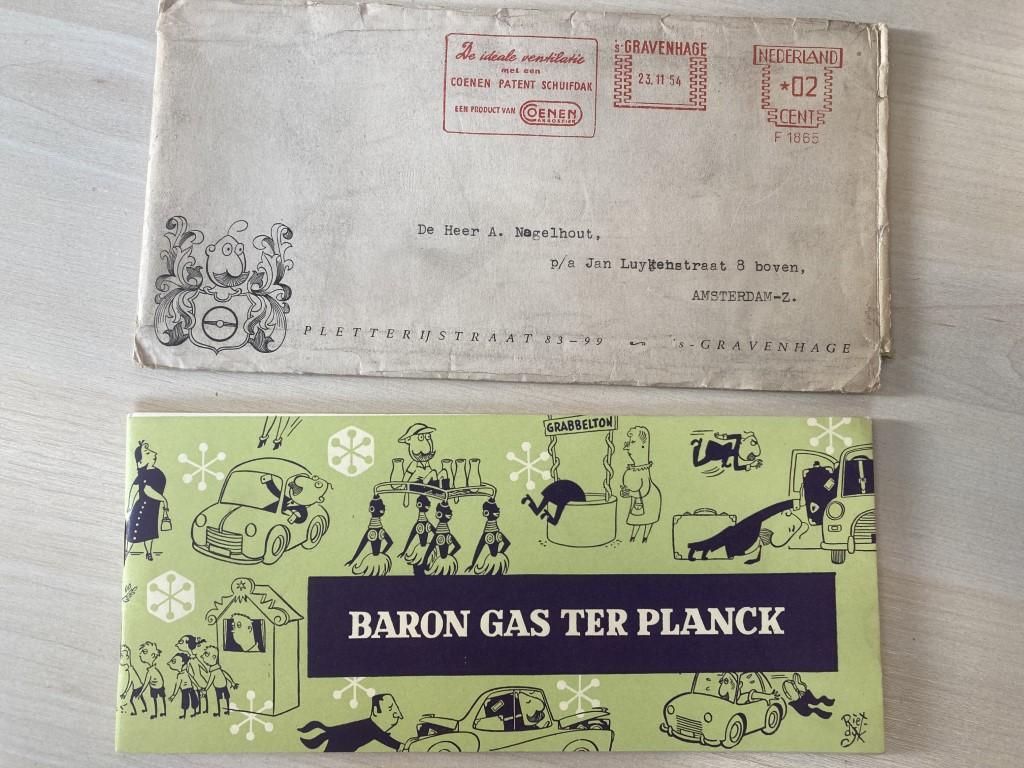 De ideale ventilatie
met een
COENEN PATENT SCHUIFDAK
EEN PRODUCT VAN COENEN
CARROSSIER
's-GRAVENHAGE
23.11 54
NEDERLAND
*02
CENT
F 1865
De Heer A. Nagelhout,
p/a Jan Luykenstraat 8 boven,
AMSTERDAM-Z.
PLETTERIJSTRAAT 83-99 's-GRAVENHAGE
GRABBELTON
BARON GAS TER PLANCK